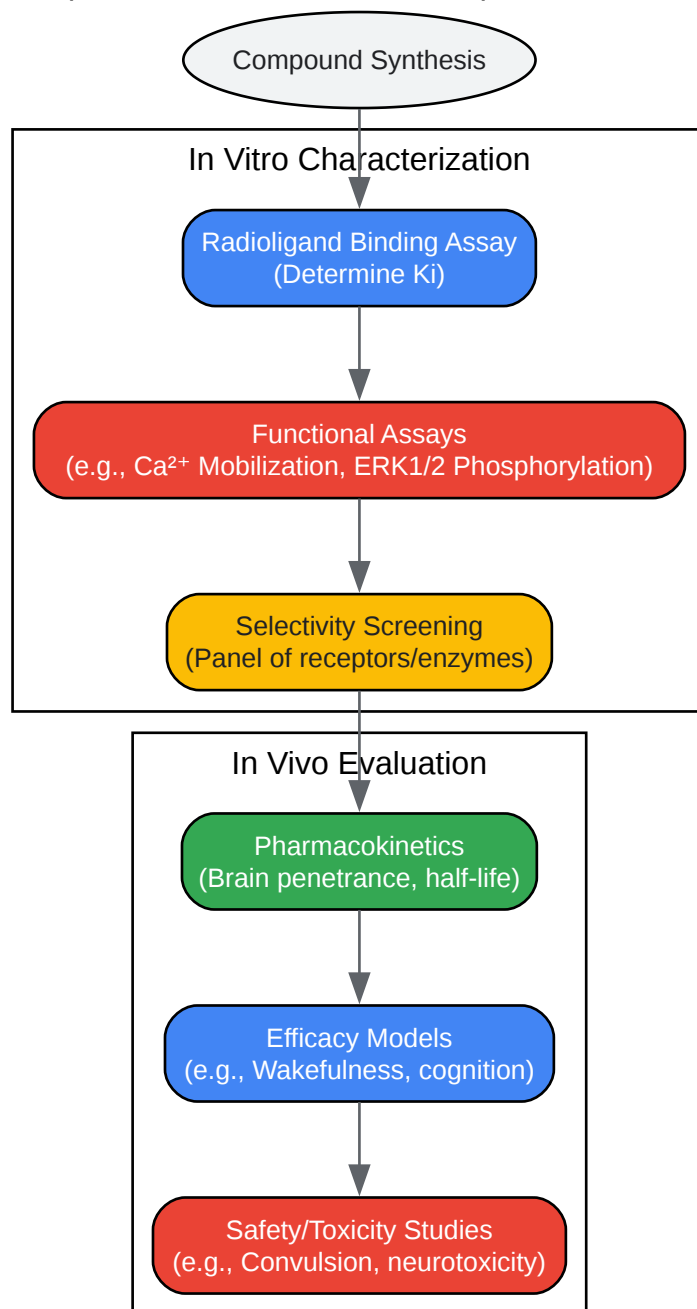 Compound Synthesis
In Vitro Characterization
Radioligand Binding Assay
(Determine Ki)
Functional Assays
(e.g., Ca²⁺ Mobilization, ERK1/2 Phosphorylation)
Selectivity Screening
(Panel of receptors/enzymes)
In Vivo Evaluation
Pharmacokinetics
(Brain penetrance, half-life)
Efficacy Models
(e.g., Wakefulness, cognition)
Safety/Toxicity Studies
(e.g., Convulsion, neurotoxicity)